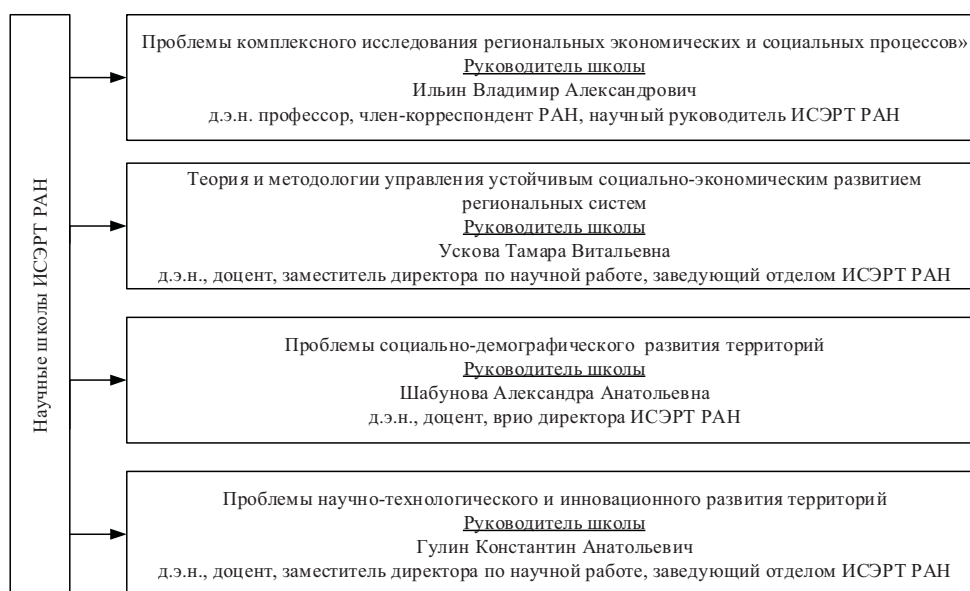 Научные школы ИСЭРТ РАН
Проблемы комплексного исследования региональных экономических и социальных процессов»
Руководитель школы
Ильин Владимир Александрович
д.э.н. профессор, член-корреспондент РАН, научный руководитель ИСЭРТ РАН
Теория и методологии управления устойчивым социально-экономическим развитием
региональных систем
Руководитель школы
Ускова Тамара Витальевна
д.э.н., доцент, заместитель директора по научной работе, заведующий отделом ИСЭРТ РАН
Проблемы социально-демографического развития территорий
Руководитель школы
Шабунова Александра Анатольевна
д.э.н., доцент, врио директора ИСЭРТ РАН
Проблемы научно-технологического и инновационного развития территорий
Руководитель школы
Гулин Константин Анатольевич
д.э.н., доцент, заместитель директора по научной работе, заведующий отделом ИСЭРТ РАН